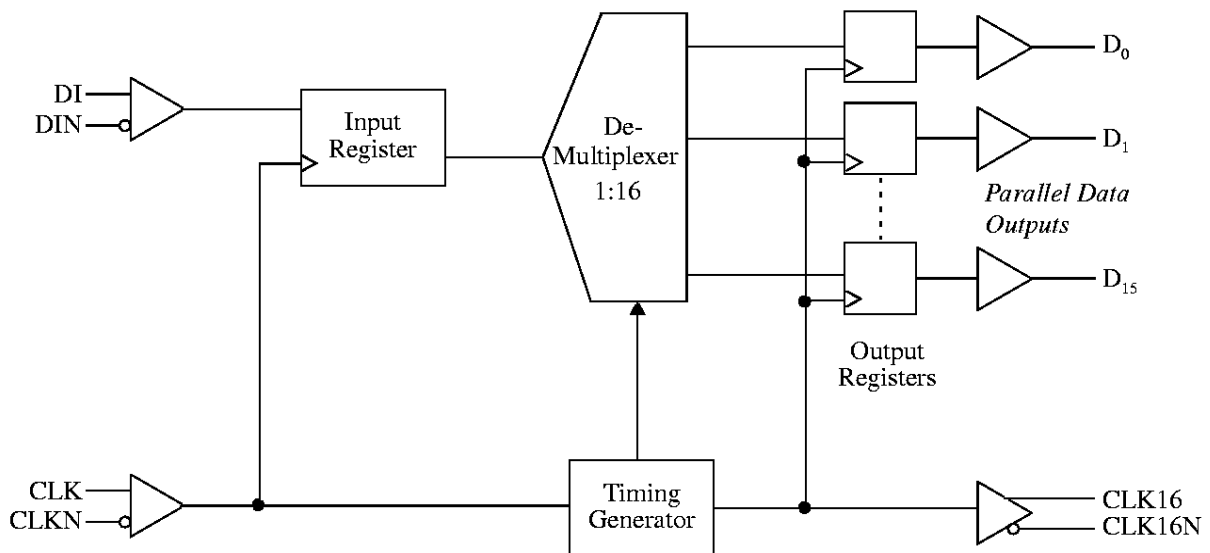 DI
DIN
Input
Register
De-
Multiplexer
1:16
D0
D1
Parallel Data
Outputs
D15
Output
Registers
CLK
CLKN
Timing
Generator
CLK16
CLK16N